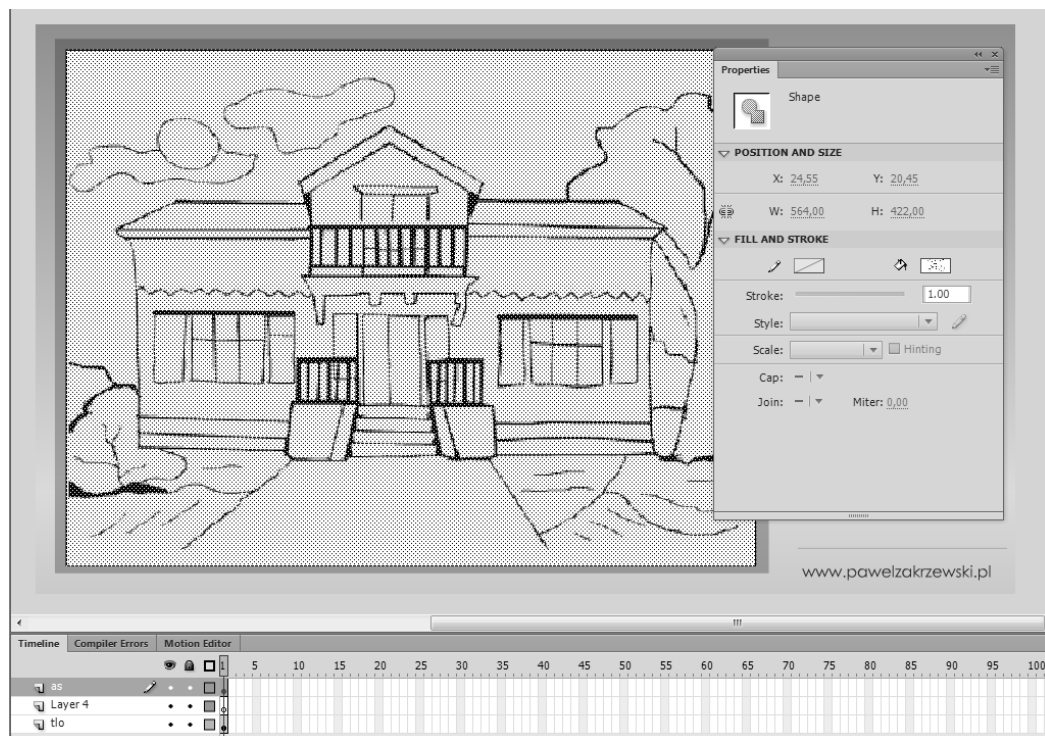 Properties
Shape
POSITION AND SIZE
X: 24,55 Y: 20,45
W: 564,00 H: 422,00
FILL AND STROKE
Stroke: 1.00
Style:
Scale: Hinting
Cap:
Join: Miter: 0,00
www.pawelzakrzewski.pl
Timeline Compiler Errors Motion Editor
1 5 10 15 20 25 30 35 40 45 50 55 60 65 70 75 80 85 90 95 100
as
Layer 4
tlo